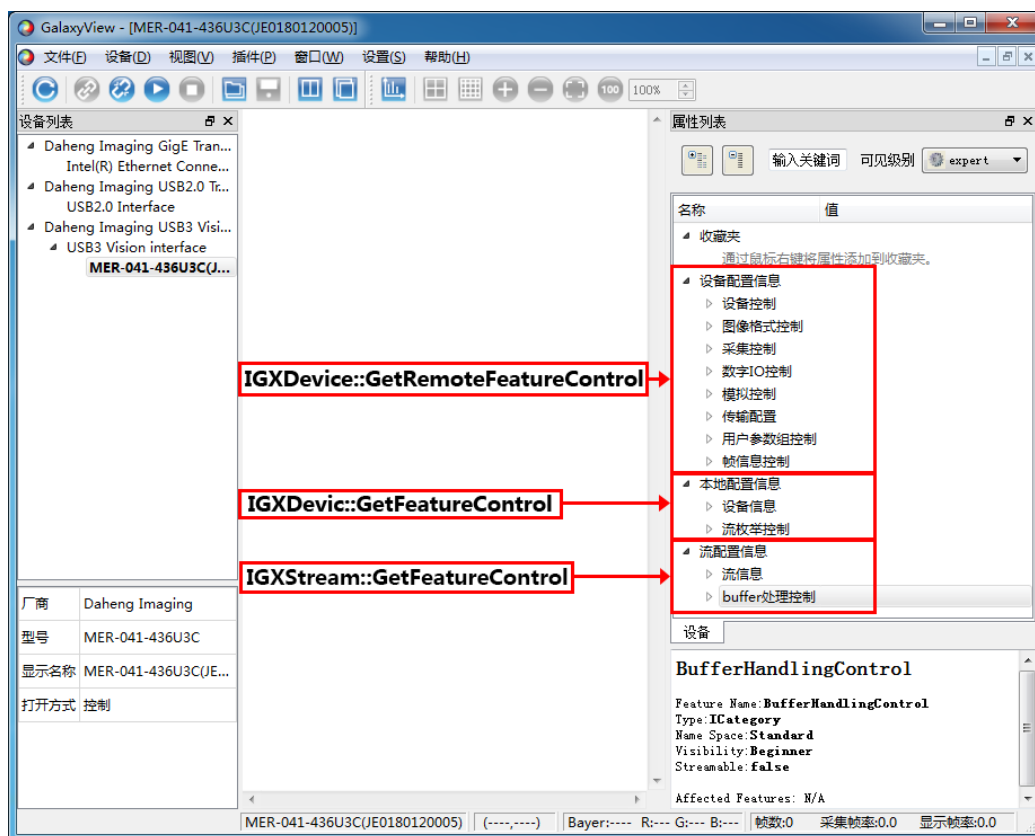 GalaxyView - [MER-041-436U3C(JE0180120005)]
文件(F) 设备(D) 视图(V) 插件(P) 窗口(W) 设置(S) 帮助(H)
100 100%
设备列表
Daheng Imaging GigE Tran...
Intel(R) Ethernet Conne...
Daheng Imaging USB2.0 Tr...
USB2.0 Interface
Daheng Imaging USB3 Visi...
USB3 Vision interface
MER-041-436U3C(J...
厂商 Daheng Imaging
型号 MER-041-436U3C
显示名称 MER-041-436U3C(JE...
打开方式 控制
IGXDevice::GetRemoteFeatureControl
IGXDevic::GetFeatureControl
IGXStream::GetFeatureControl
属性列表
输入关键词 可见级别 expert
名称 值
收藏夹
通过鼠标右键将属性添加到收藏夹。
设备配置信息
设备控制
图像格式控制
采集控制
数字IO控制
模拟控制
传输配置
用户参数组控制
帧信息控制
本地配置信息
设备信息
流枚举控制
流配置信息
流信息
buffer处理控制
设备
BufferHandlingControl
Feature Name:BufferHandlingControl
Type:ICategory
Name Space:Standard
Visibility:Beginner
Streamable:false
Affected Features: N/A
MER-041-436U3C(JE0180120005) (----,----) Bayer:---- R:--- G:--- B:--- 帧数:0 采集帧率:0.0 显示帧率:0.0